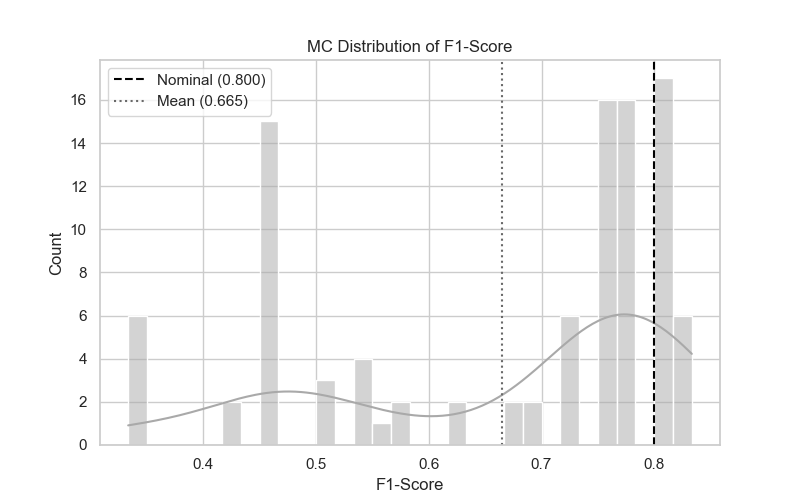 MC Distribution of F1-Score
Nominal (0.800)
Mean (0.665)
Count
16
14
12
10
8
6
4
2
0
0.4 0.5 0.6 0.7 0.8
F1-Score